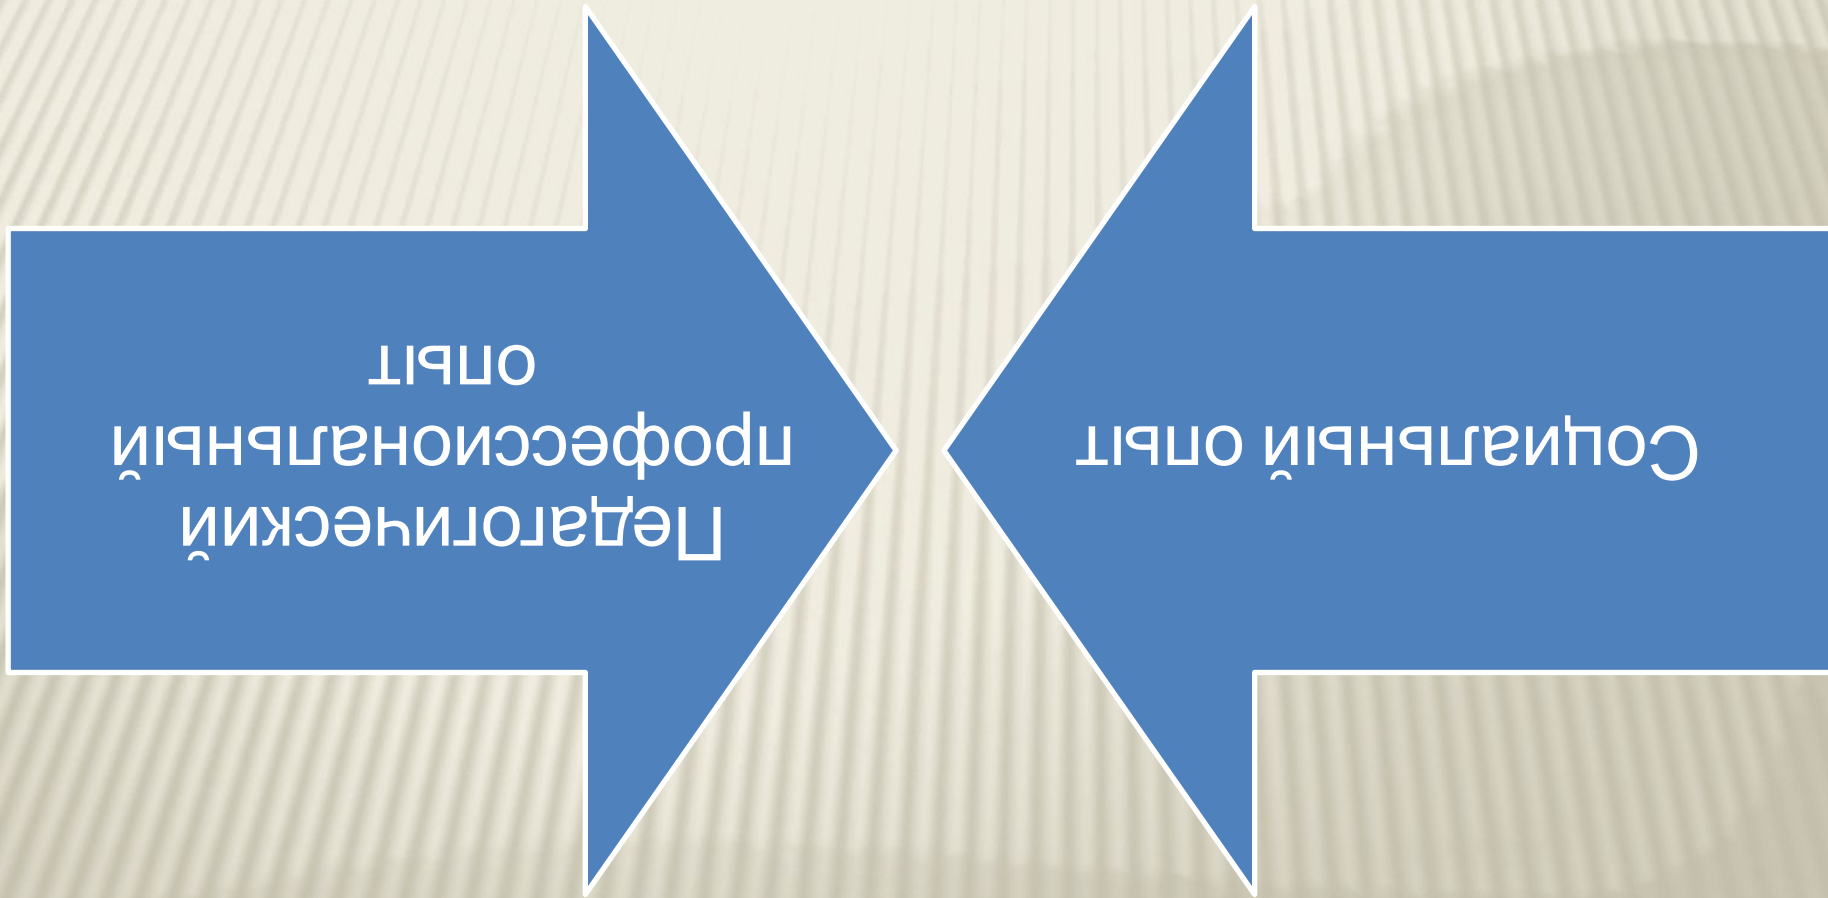 Социальный опыт
Педагогический
профессиональный
опыт